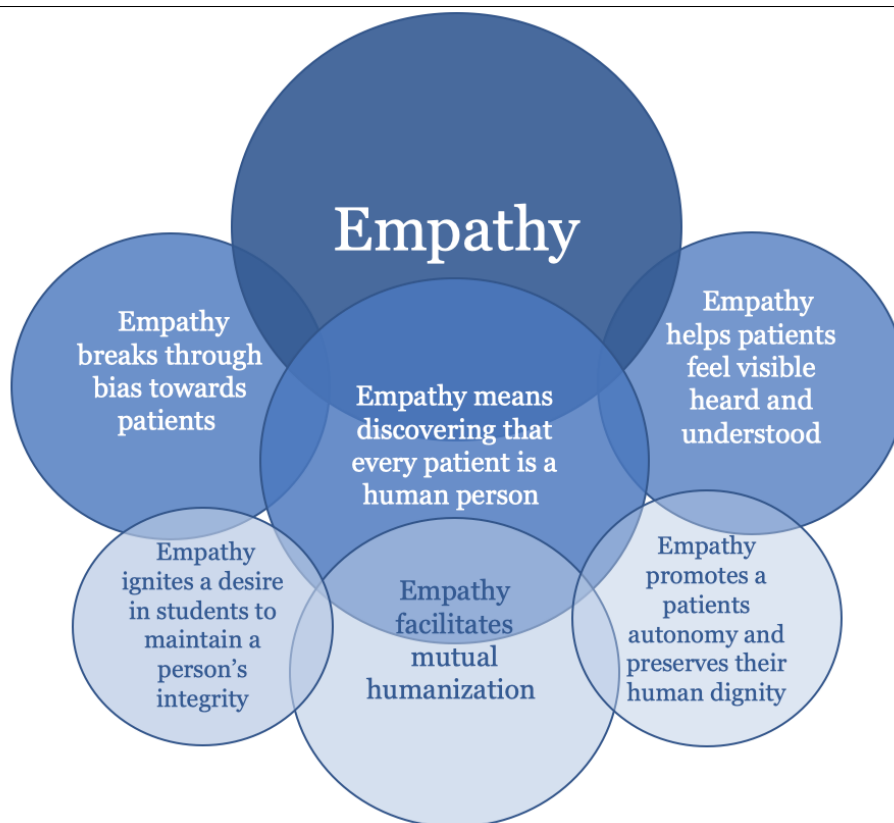 Empathy
Empathy
breaks through
bias towards
patients
Empathy
helps patients
feel visible
heard and
understood
Empathy means
discovering that
every patient is a
human person
Empathy
ignites a desire
in students to
maintain a
person’s
integrity
Empathy
facilitates
mutual
humanization
Empathy
promotes a
patients
autonomy and
preserves their
human dignity